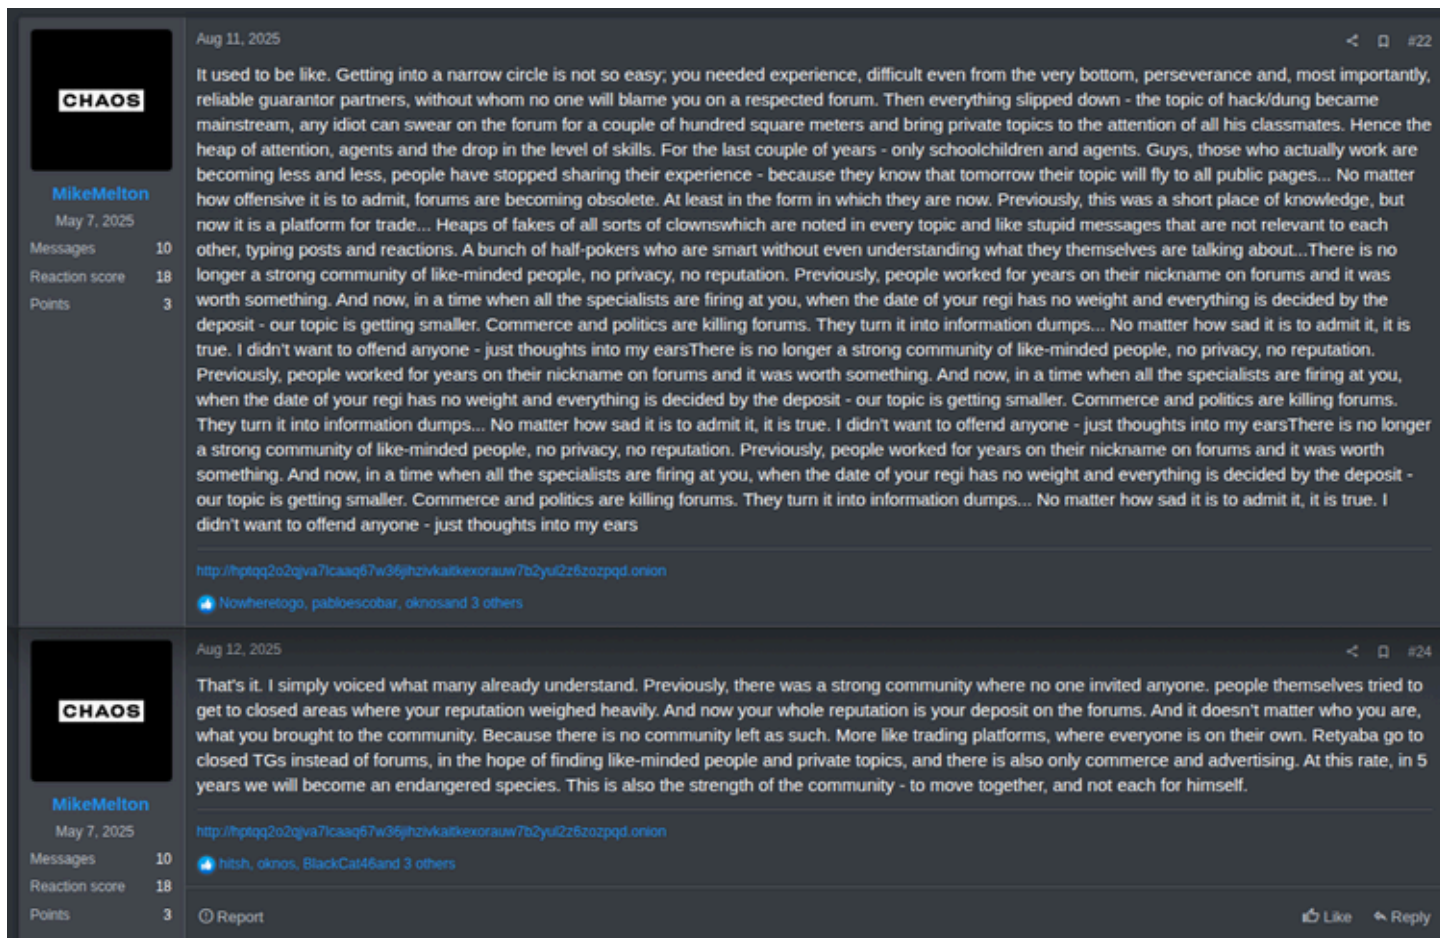 Aug 11, 2025
#22
CHAOS
MikeMelton
May 7, 2025
Messages 10
Reaction score 18
Points 3
It used to be like. Getting into a narrow circle is not so easy; you needed experience, difficult even from the very bottom, perseverance and, most importantly,
reliable guarantor partners, without whom no one will blame you on a respected forum. Then everything slipped down - the topic of hack/dung became
mainstream, any idiot can swear on the forum for a couple of hundred square meters and bring private topics to the attention of all his classmates. Hence the
heap of attention, agents and the drop in the level of skills. For the last couple of years - only schoolchildren and agents. Guys, those who actually work are
becoming less and less, people have stopped sharing their experience - because they know that tomorrow their topic will fly to all public pages... No matter
how offensive it is to admit, forums are becoming obsolete. At least in the form in which they are now. Previously, this was a short place of knowledge, but
now it is a platform for trade... Heaps of fakes of all sorts of clownswhich are noted in every topic and like stupid messages that are not relevant to each
other, typing posts and reactions. A bunch of half-pokers who are smart without even understanding what they themselves are talking about...There is no
longer a strong community of like-minded people, no privacy, no reputation. Previously, people worked for years on their nickname on forums and it was
worth something. And now, in a time when all the specialists are firing at you, when the date of your regi has no weight and everything is decided by the
deposit - our topic is getting smaller. Commerce and politics are killing forums. They turn it into information dumps... No matter how sad it is to admit it, it is
true. I didn't want to offend anyone - just thoughts into my earsThere is no longer a strong community of like-minded people, no privacy, no reputation.
Previously, people worked for years on their nickname on forums and it was worth something. And now, in a time when all the specialists are firing at you,
when the date of your regi has no weight and everything is decided by the deposit - our topic is getting smaller. Commerce and politics are killing forums.
They turn it into information dumps... No matter how sad it is to admit it, it is true. I didn't want to offend anyone - just thoughts into my earsThere is no longer
a strong community of like-minded people, no privacy, no reputation. Previously, people worked for years on their nickname on forums and it was worth
something. And now, in a time when all the specialists are firing at you, when the date of your regi has no weight and everything is decided by the deposit -
our topic is getting smaller. Commerce and politics are killing forums. They turn it into information dumps... No matter how sad it is to admit it, it is true. I
didn't want to offend anyone - just thoughts into my ears
Nowheretogo, pabloescobar, oknosand 3 others
Aug 12, 2025
#24
CHAOS
MikeMelton
May 7, 2025
Messages 10
Reaction score 18
Points 3
That's it. I simply voiced what many already understand. Previously, there was a strong community where no one invited anyone. people themselves tried to
get to closed areas where your reputation weighed heavily. And now your whole reputation is your deposit on the forums. And it doesn't matter who you are,
what you brought to the community. Because there is no community left as such. More like trading platforms, where everyone is on their own. Retyaba go to
closed TGs instead of forums, in the hope of finding like-minded people and private topics, and there is also only commerce and advertising. At this rate, in 5
years we will become an endangered species. This is also the strength of the community - to move together, and not each for himself.
hitsh, oknos, BlackCat46and 3 others
Report
Like
Reply